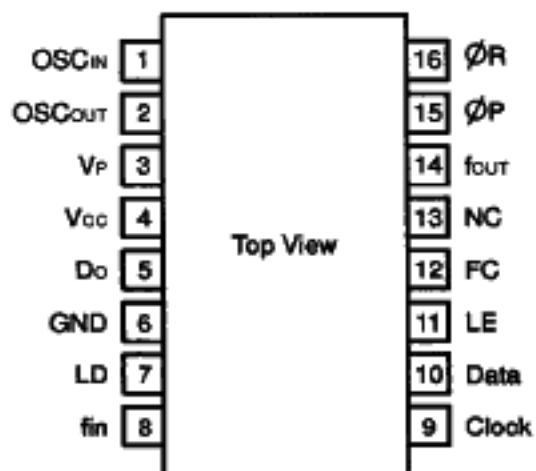 OSCIN 1 16 ØR
OSCOUT 2 15 ØP
VP 3 14 fOUT
VCC 4 13 NC
Top View
DO 5 12 FC
GND 6 11 LE
LD 7 10 Data
fin 8 9 Clock